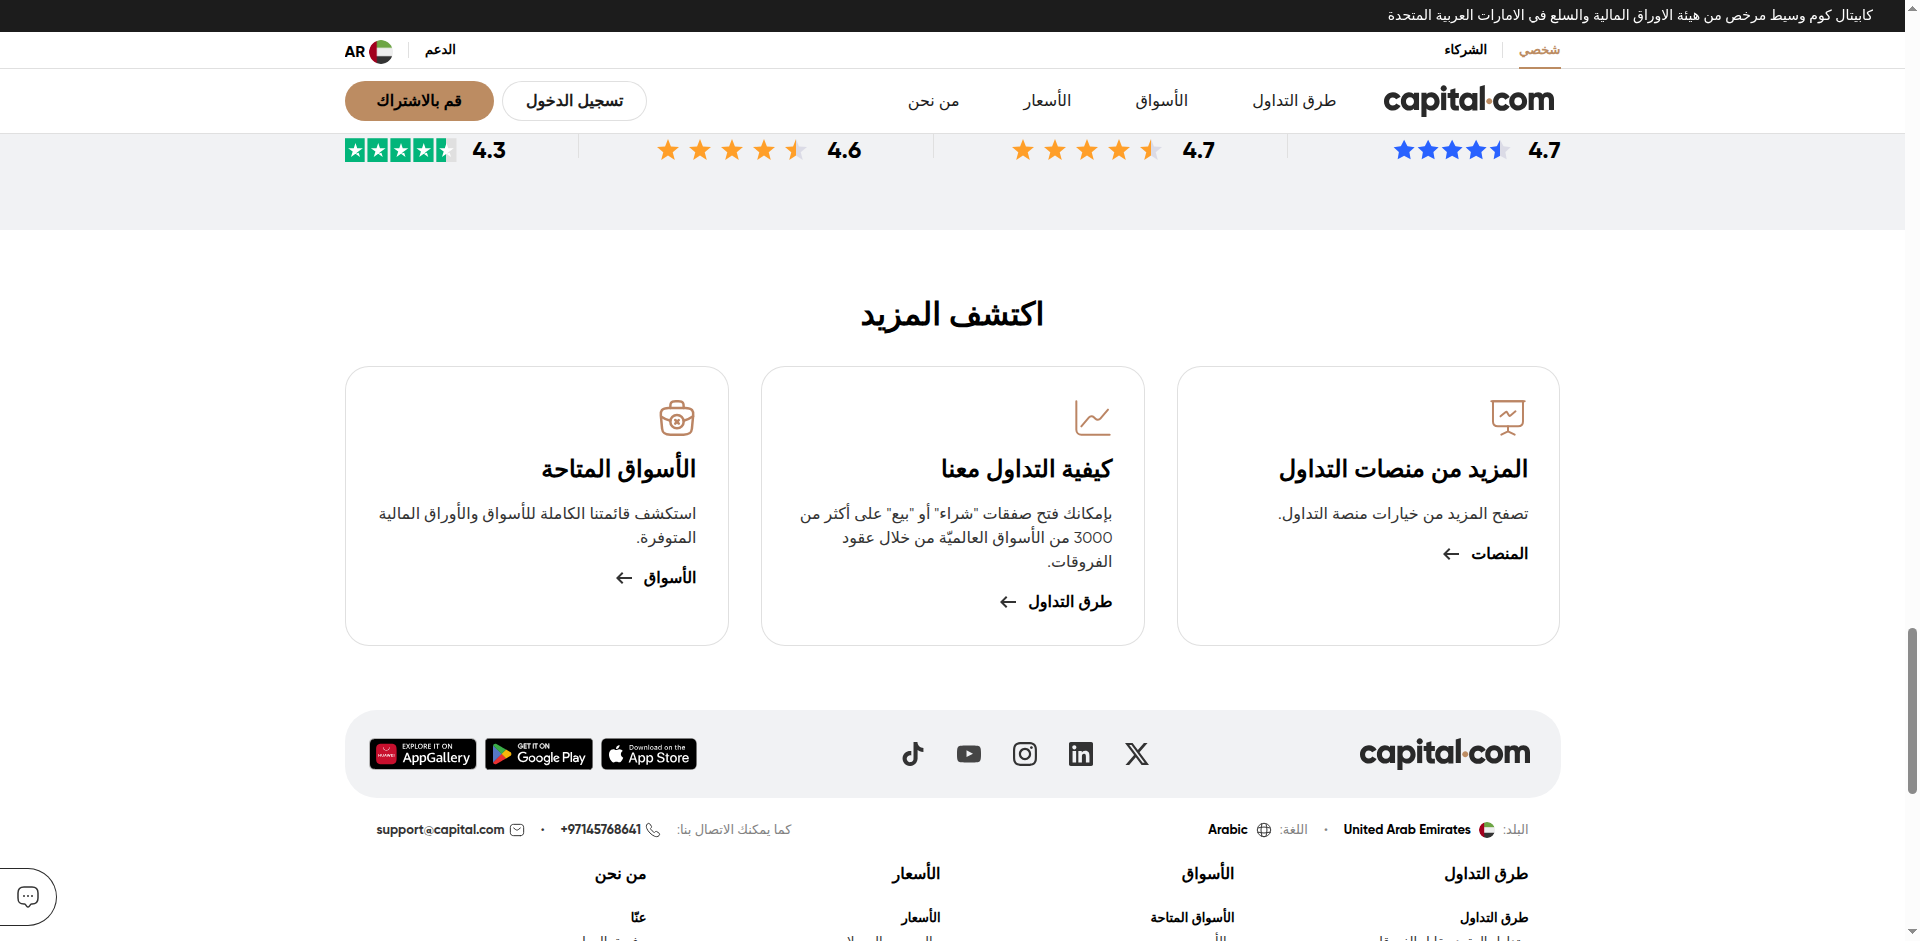 كابيتال كوم وسيط مرخص من هيئة الاوراق المالية والسلع في الامارات العربية المتحدة
شخصي
الشركاء
الدعم
AR
capital.com
طرق التداول
الأسواق
الأسعار
من نحن
تسجيل الدخول
قم بالاشتراك
4.7
4.7
4.6
4.3
اكتشف المزيد
المزيد من منصات التداول
تصفح المزيد من خيارات منصة التداول.
المنصات
كيفية التداول معنا
بإمكانك فتح صفقات "شراء" أو "بيع" على أكثر من
3000 من الأسواق العالميّة من خلال عقود
الفروقات.
طرق التداول
الأسواق المتاحة
استكشف قائمتنا الكاملة للأسواق والأوراق المالية
المتوفرة.
الأسواق
capital.com
Download on the
App Store
GET IT ON
Google Play
HUAWEI
EXPLORE IT ON
AppGallery
البلد:
United Arab Emirates
اللغة:
Arabic
كما يمكنك الاتصال بنا:
+97145768641
support@capital.com
طرق التداول
الأسواق
الأسعار
من نحن
طرق التداول
الأسواق المتاحة
الأسعار
عنّا